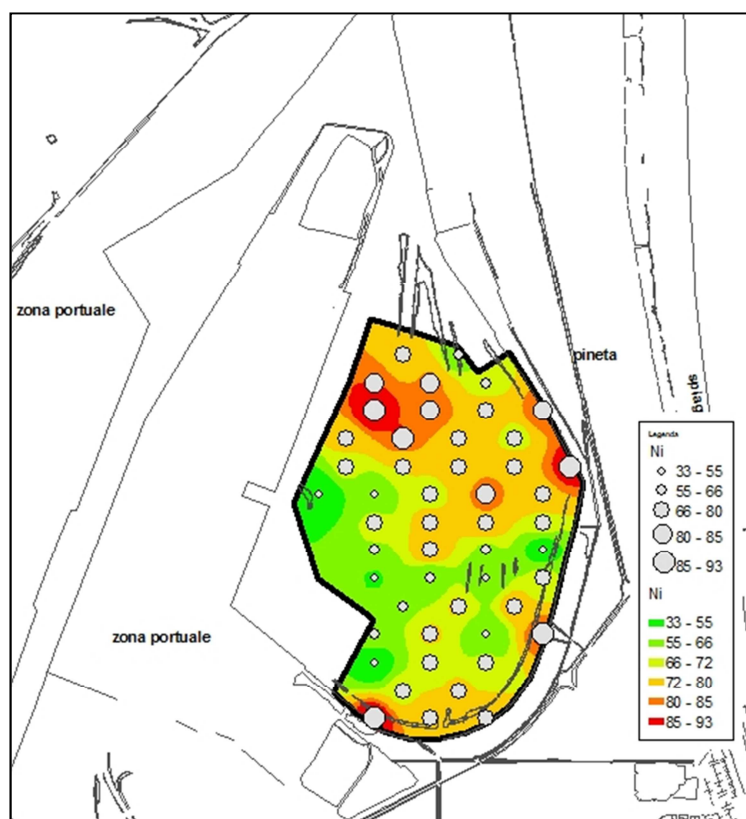 zona portuale
pineta
spiag
Legenda
Ni
33 - 55
55 - 66
66 - 80
80 - 85
85 - 93
Ni
33 - 55
55 - 66
66 - 72
72 - 80
80 - 85
85 - 93
zona portuale